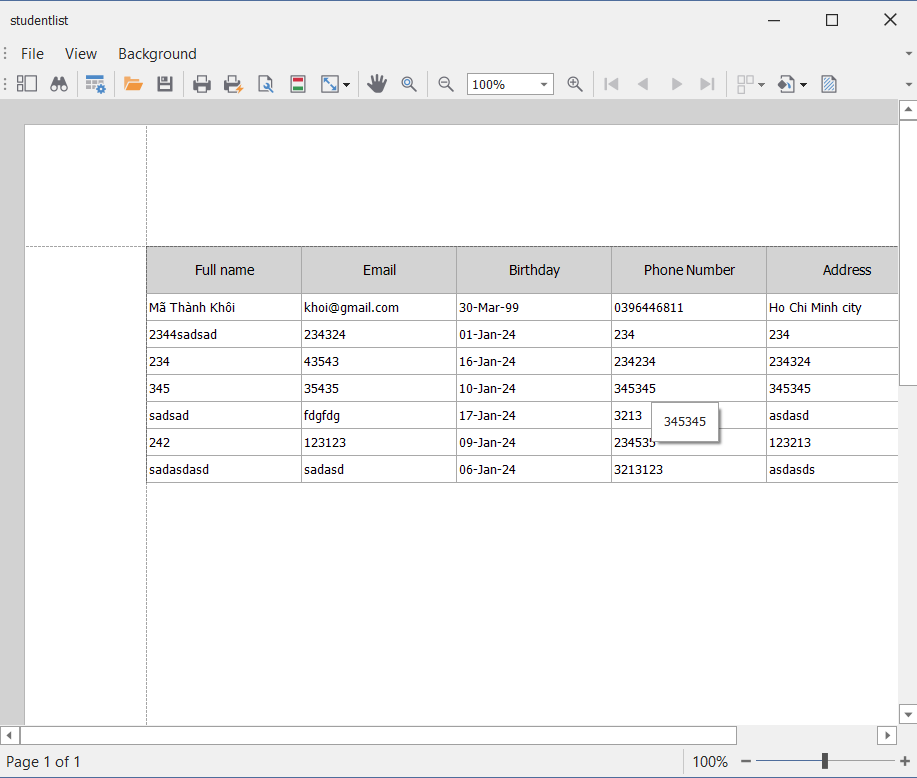 studentlist
File View Background
100%
Full name Email Birthday Phone Number Address
Mã Thành Khôi khoi@gmail.com 30-Mar-99 0396446811 Ho Chi Minh city
2344sadsad 234324 01-Jan-24 234 234
234 43543 16-Jan-24 234234 234324
345 35435 10-Jan-24 345345 345345
sadsad fdgfdg 17-Jan-24 3213 asdasd
345345
242 123123 09-Jan-24 234535 123213
sadasdasd sadasd 06-Jan-24 3213123 asdasds
Page 1 of 1 100%